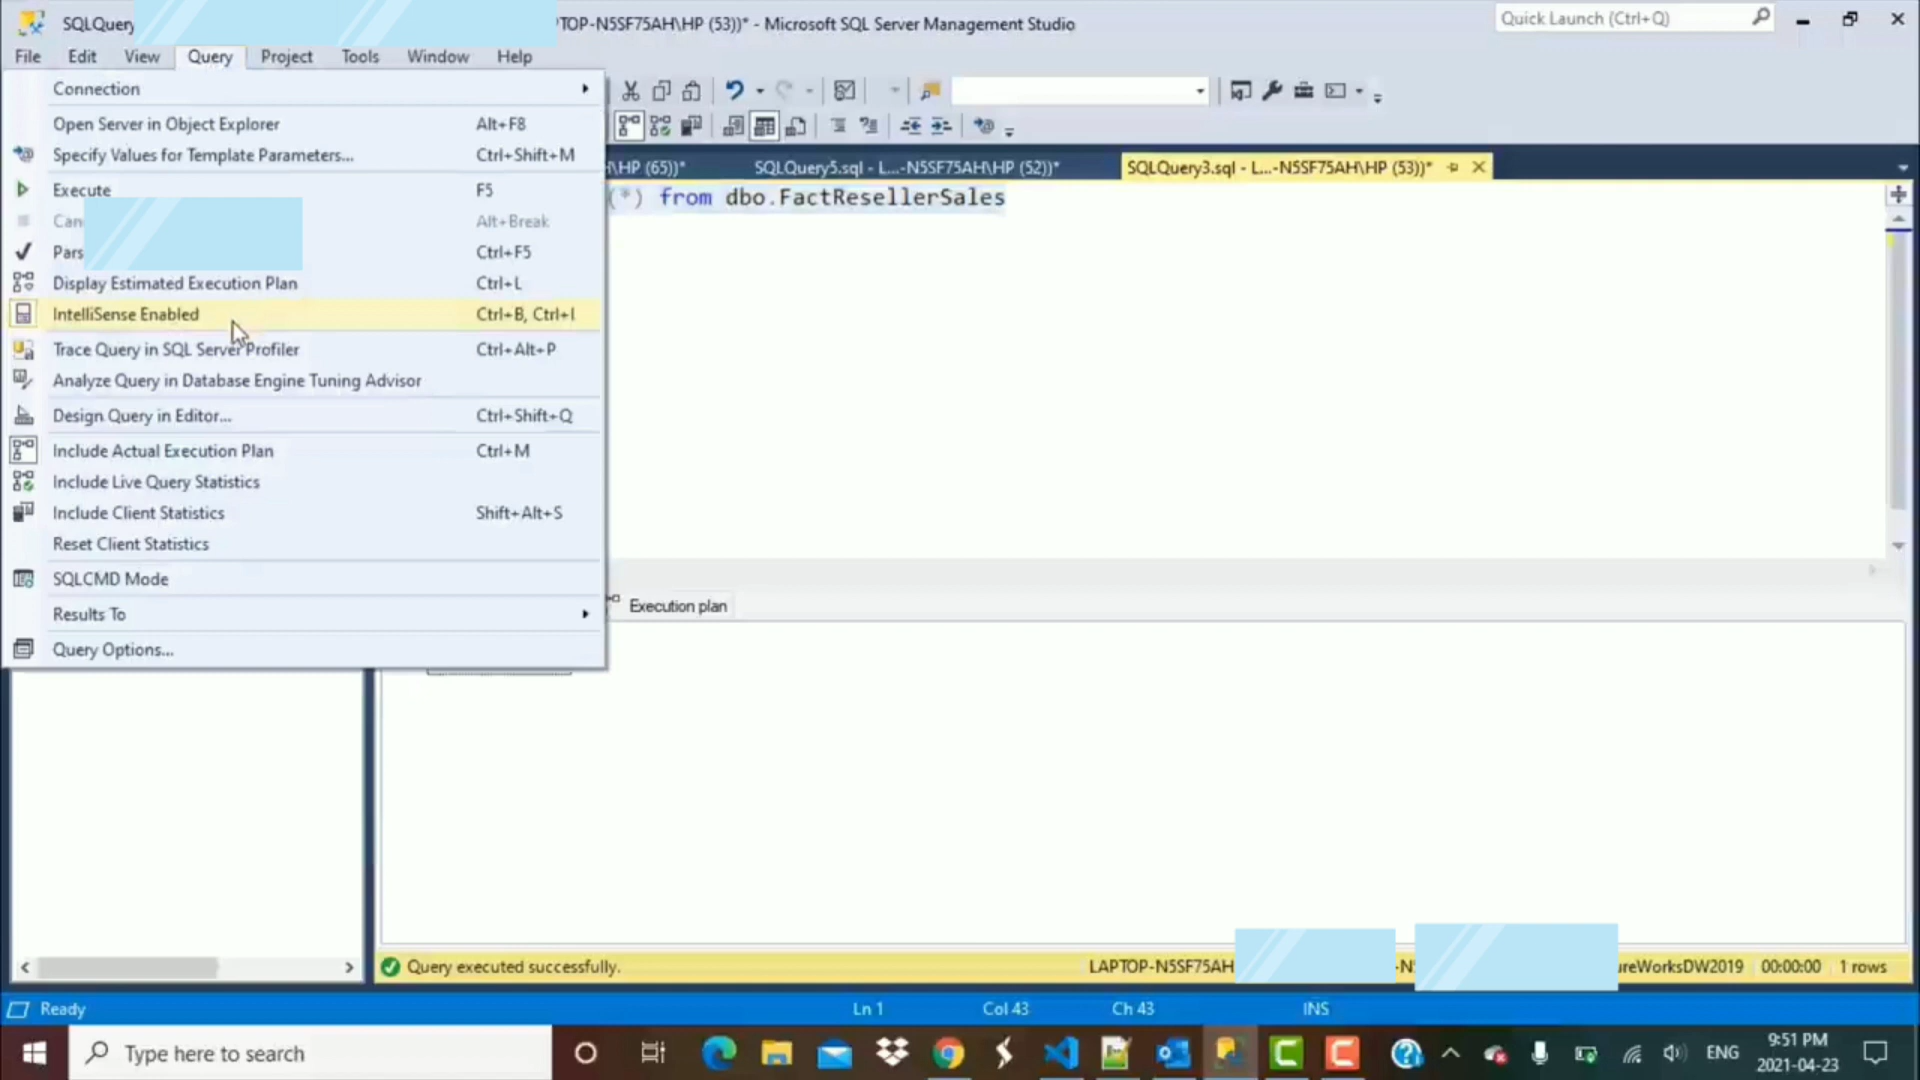 SQLQuery TOP-N5SF75AH\HP (53))* - Microsoft SQL Server Management Studio
Quick Launch (Ctrl+Q)
File Edit View Query Project Tools Window Help
Connection
Open Server in Object Explorer Alt+F8
Specify Values for Template Parameters... Ctrl+Shift+M
Execute F5
Alt+Break
Ctrl+F5
Display Estimated Execution Plan Ctrl+L
IntelliSense Enabled Ctrl+B, Ctrl+I
Trace Query in SQL Server Profiler Ctrl+Alt+P
Analyze Query in Database Engine Tuning Advisor
Design Query in Editor... Ctrl+Shift+Q
Include Actual Execution Plan Ctrl+M
Include Live Query Statistics
Include Client Statistics Shift+Alt+S
Reset Client Statistics
SQLCMD Mode
Results To
Query Options...
\HP (65))* SQLQuery5.sql - L...-N5SF75AH\HP (52))* SQLQuery3.sql - L...-N5SF75AH\HP (53))*
(*) from dbo.FactResellerSales
Execution plan
Query executed successfully. LAPTOP-N5SF75AH -N5 ureWorksDW2019 00:00:00 1 rows
Ready Ln 1 Col 43 Ch 43 INS
Type here to search ENG 9:51 PM
2021-04-23